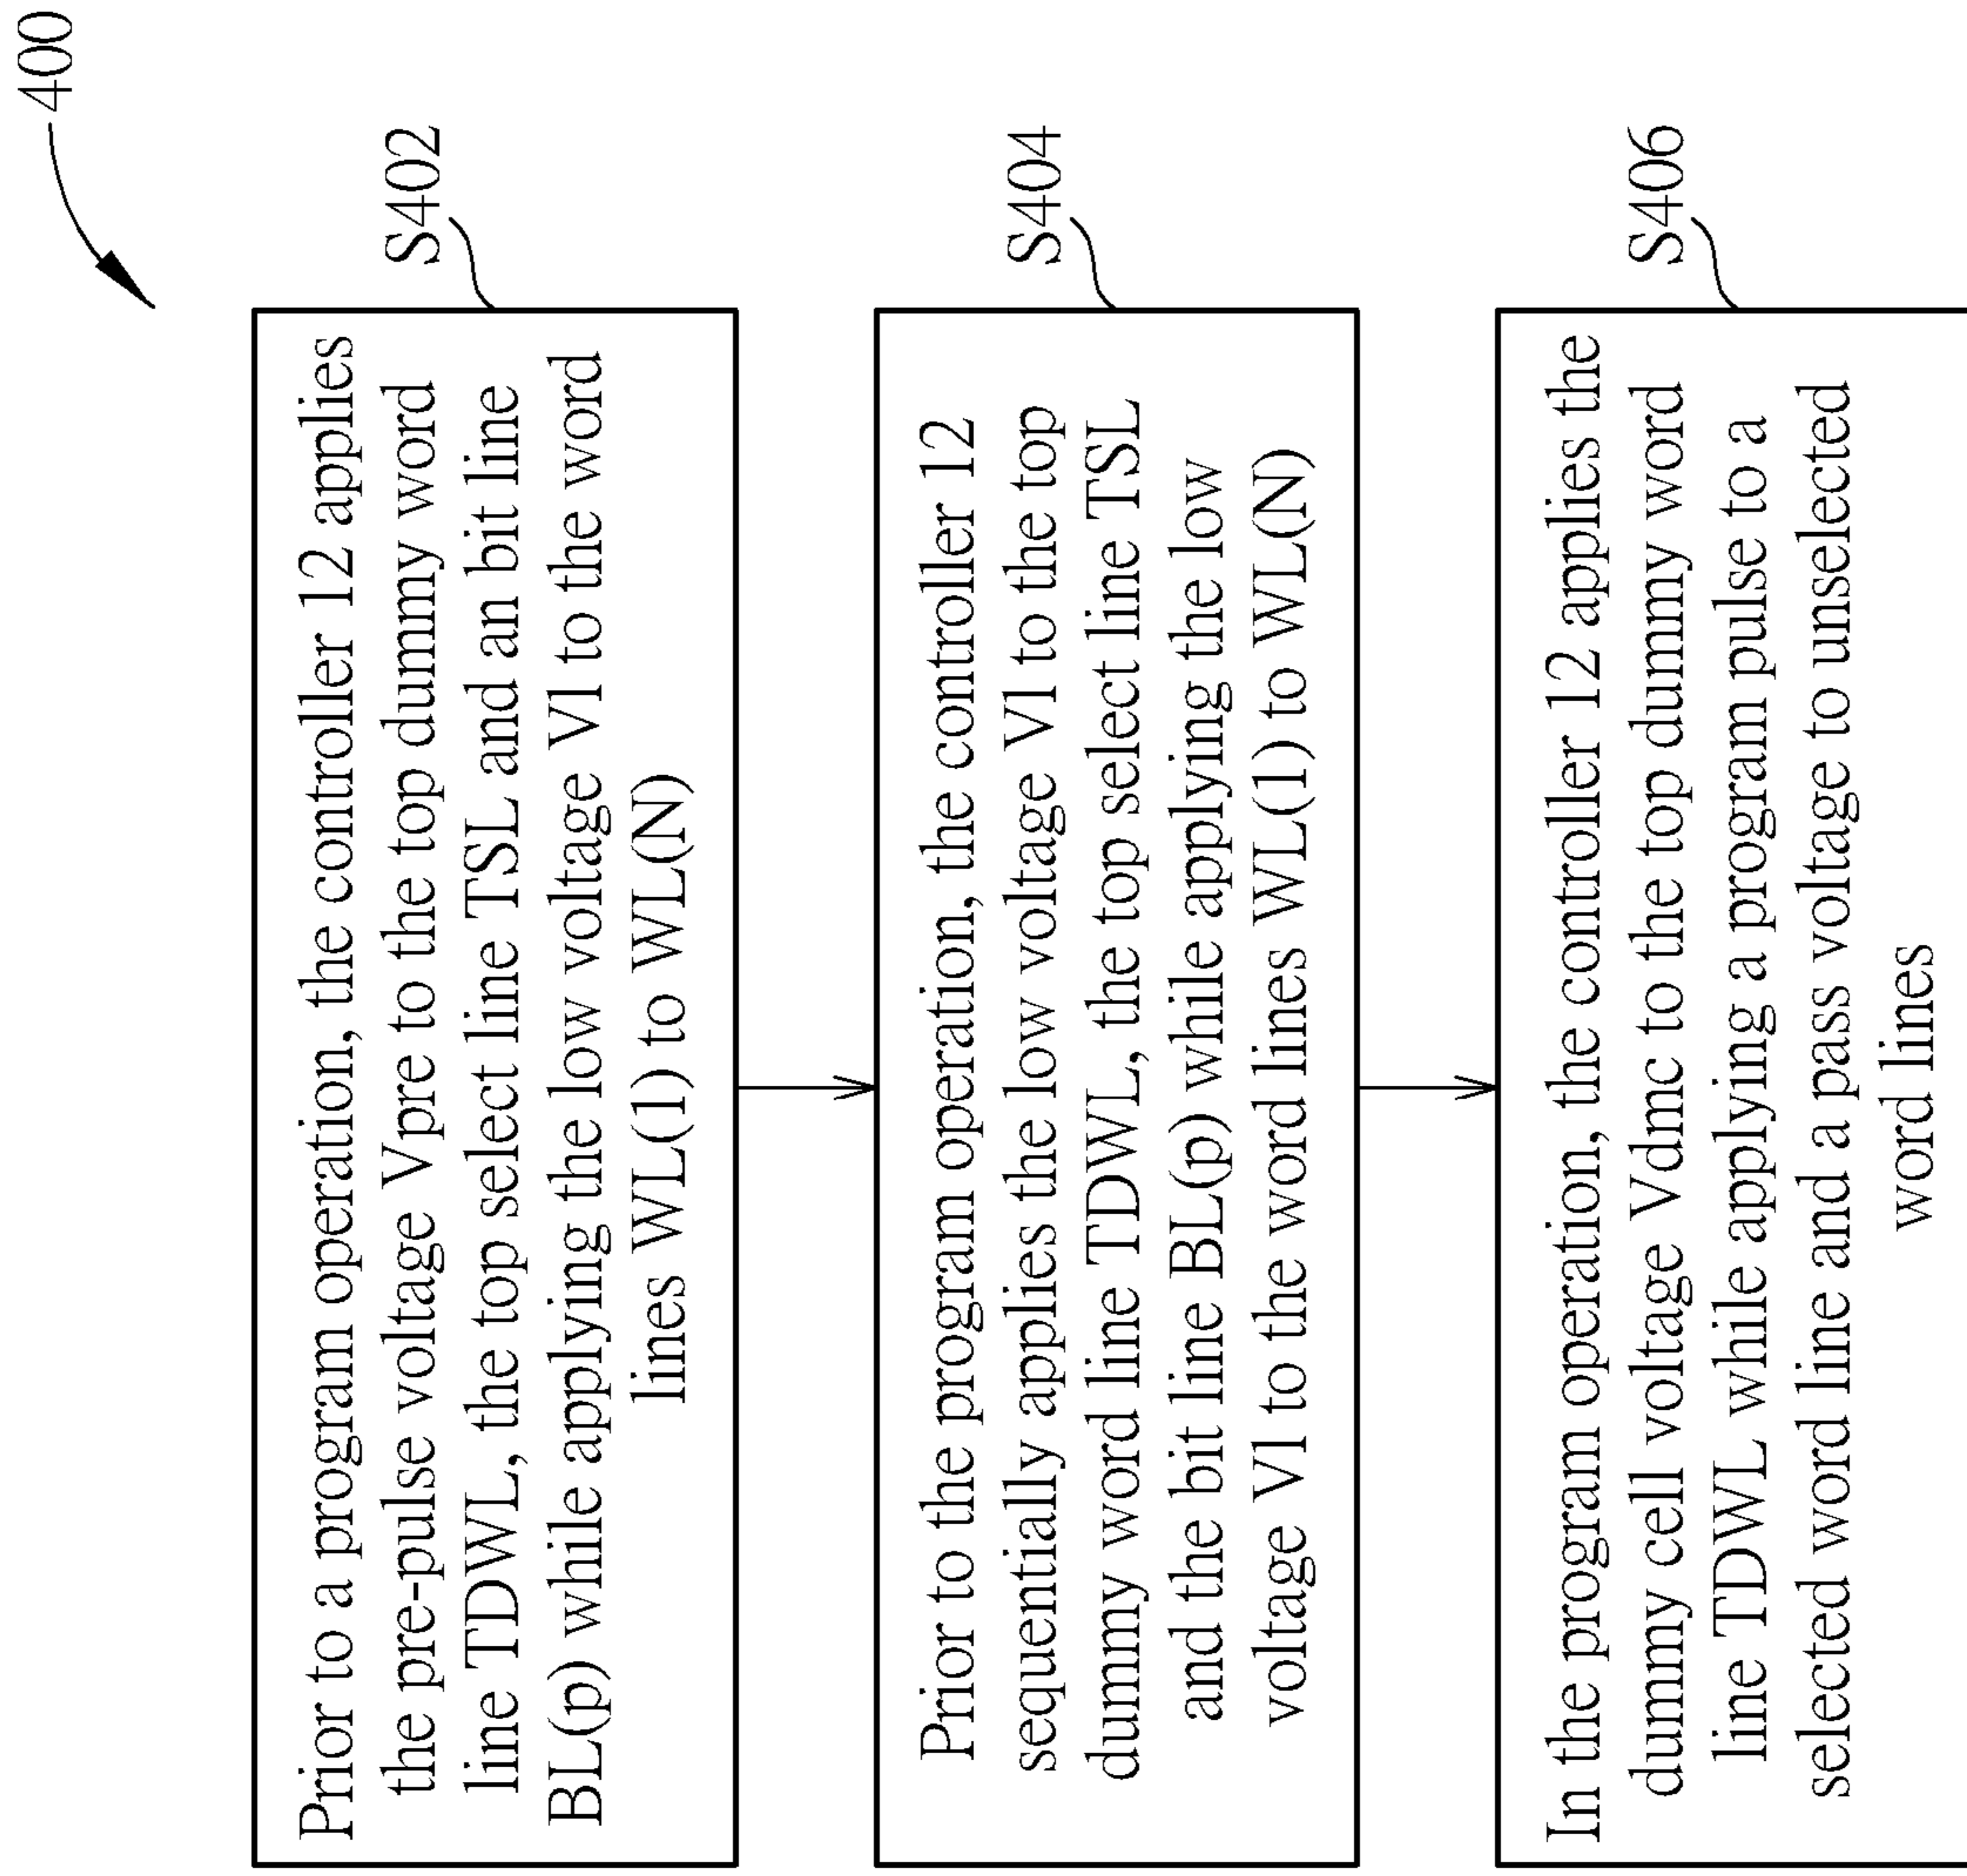 400
S402
Prior to a program operation, the controller 12 applies
the pre-pulse voltage Vpre to the top dummy word
line TDWL, the top select line TSL and an bit line
BL(p) while applying the low voltage Vl to the word
lines WL(1) to WL(N)
S404
Prior to the program operation, the controller 12
sequentially applies the low voltage Vl to the top
dummy word line TDWL, the top select line TSL
and the bit line BL(p) while applying the low
voltage Vl to the word lines WL(1) to WL(N)
S406
In the program operation, the controller 12 applies the
dummy cell voltage Vdmc to the top dummy word
line TDWL while applying a program pulse to a
selected word line and a pass voltage to unselected
word lines